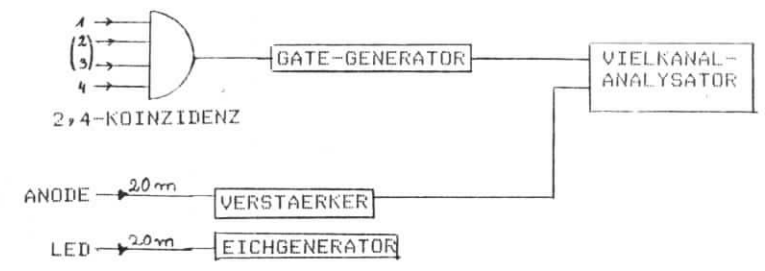 1
(2)
(3)
4
2,4-KOINZIDENZ
GATE-GENERATOR
VIELKANAL-
ANALYSATOR
ANODE 20m VERSTAERKER
LED 20m EICHGENERATOR